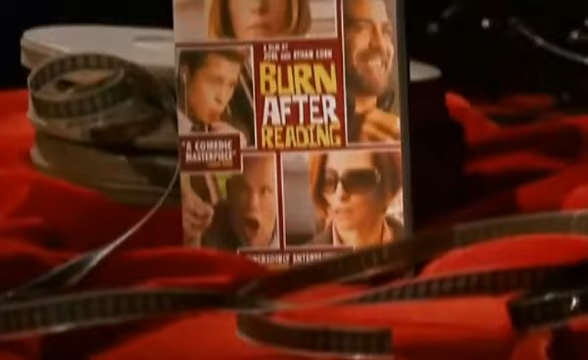 A FILM BY
JOEL AND ETHAN COEN
BURN
AFTER
READING
"A COMEDIC
MASTERPIECE"